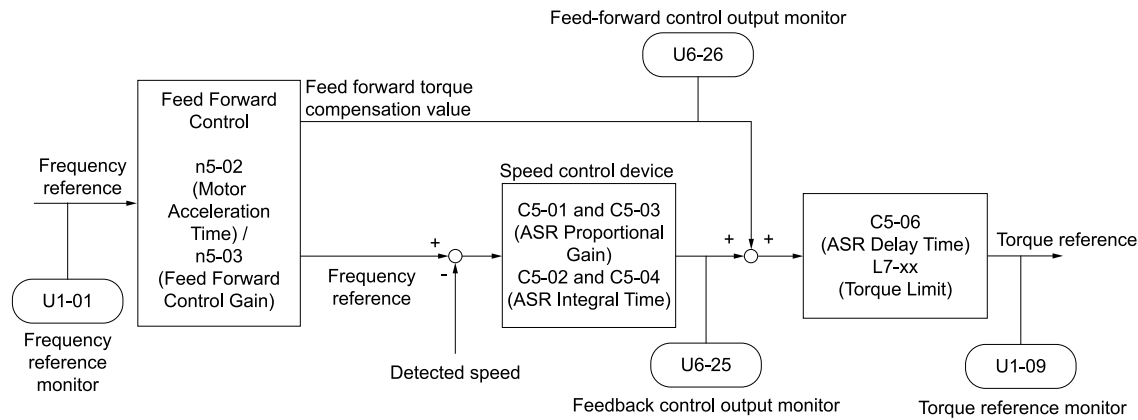 Feed-forward control output monitor
U6-26
Feed Forward
Control
n5-02
(Motor
Acceleration
Time) /
n5-03
(Feed Forward
Control Gain)
Feed forward torque
compensation value
Frequency
reference
U1-01
Frequency
reference
monitor
+
-
Frequency
reference
Detected speed
Speed control device
C5-01 and C5-03
(ASR Proportional
Gain)
C5-02 and C5-04
(ASR Integral Time)
+
+
U6-25
Feedback control output monitor
C5-06
(ASR Delay Time)
L7-xx
(Torque Limit)
Torque reference
U1-09
Torque reference monitor